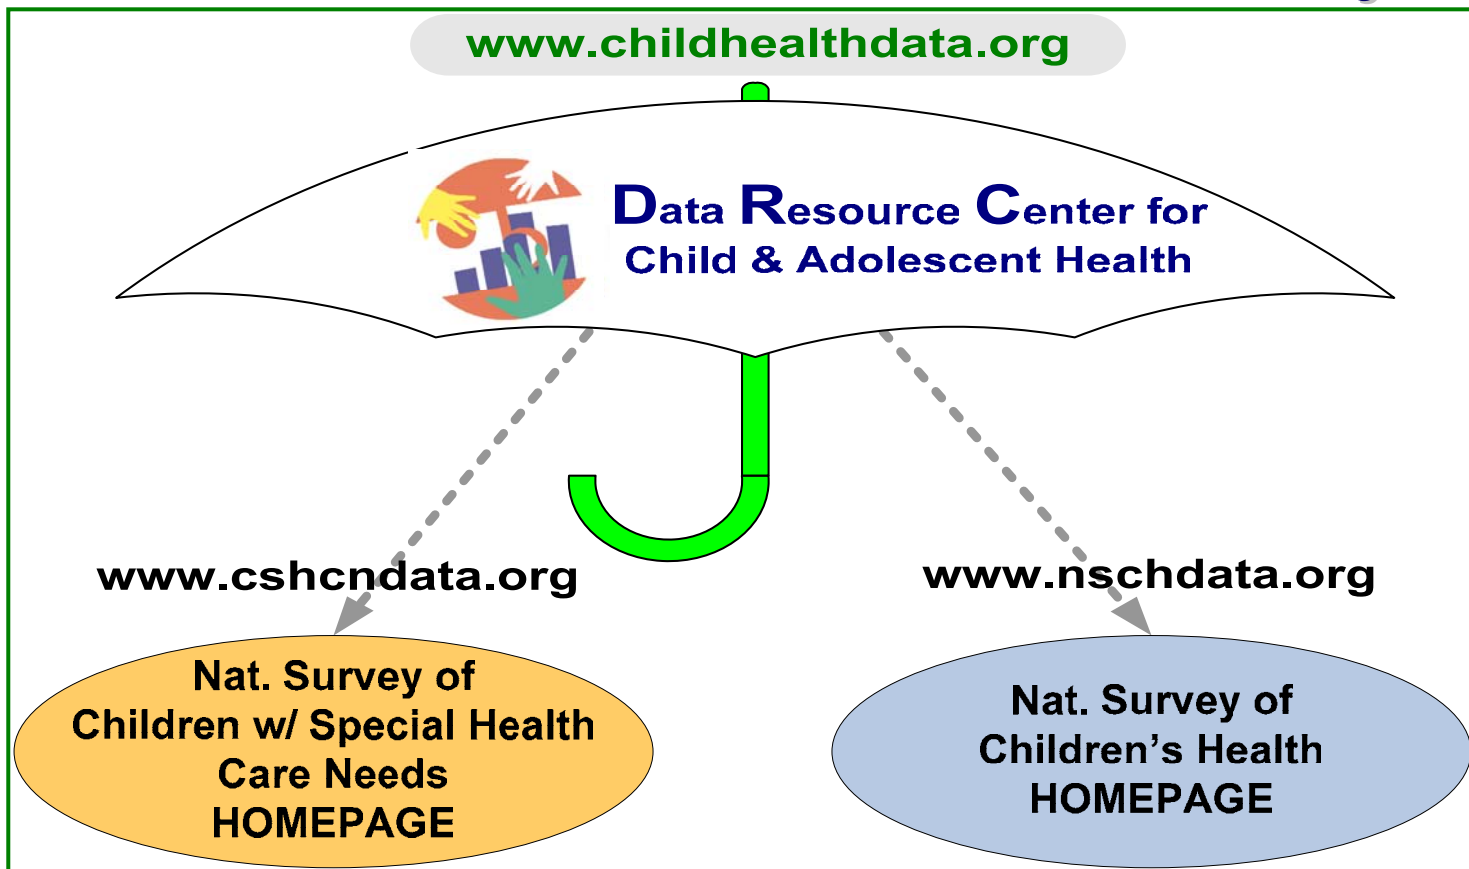 www.childhealthdata.org
Data Resource Center for
Child & Adolescent Health
www.cshcndata.org
www.nschdata.org
Nat. Survey of
Children w/ Special Health
Care Needs
HOMEPAGE
Nat. Survey of
Children’s Health
HOMEPAGE